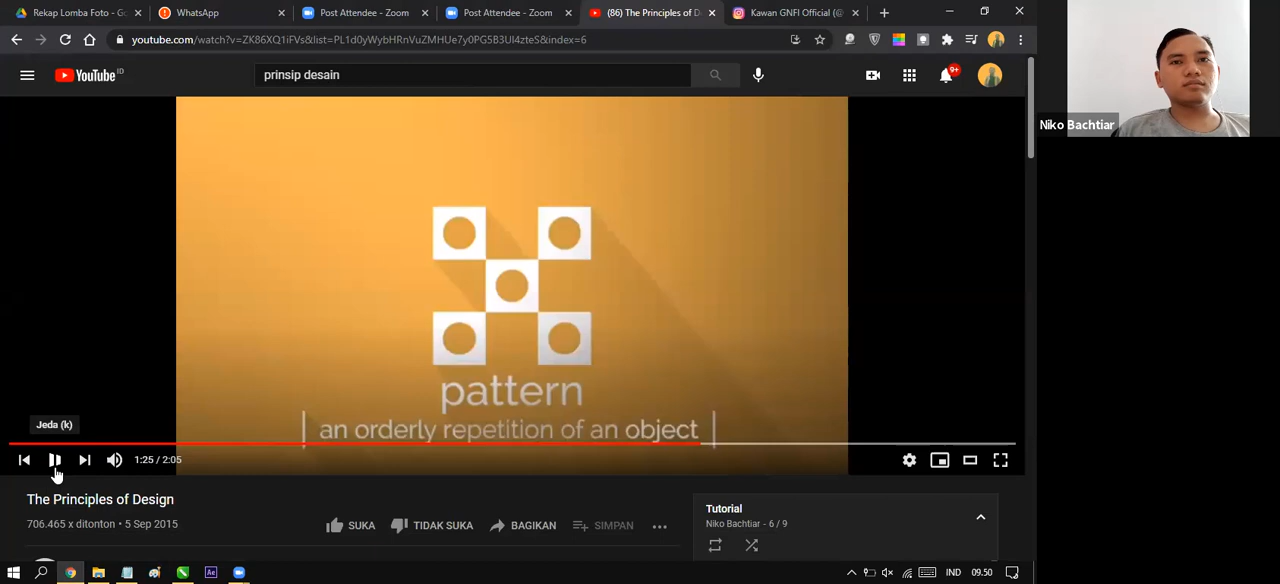 Rekap Lomba Foto - Go
WhatsApp
Post Attendee - Zoom
Post Attendee - Zoom
(86) The Principles of D
Kawan GNFI Official (@
youtube.com/watch?v=ZK86XQ1iFVs&list=PL1d0yWybHRnVuZMHUe7y0PG5B3UI4zteS&index=6
YouTube ID
prinsip desain
9+
Niko Bachtiar
pattern
an orderly repetition of an object
Jeda (k)
1:25 / 2:05
The Principles of Design
706.465 x ditonton • 5 Sep 2015
SUKA
TIDAK SUKA
BAGIKAN
SIMPAN
Tutorial
Niko Bachtiar - 6 / 9
Ae
IND
09.50